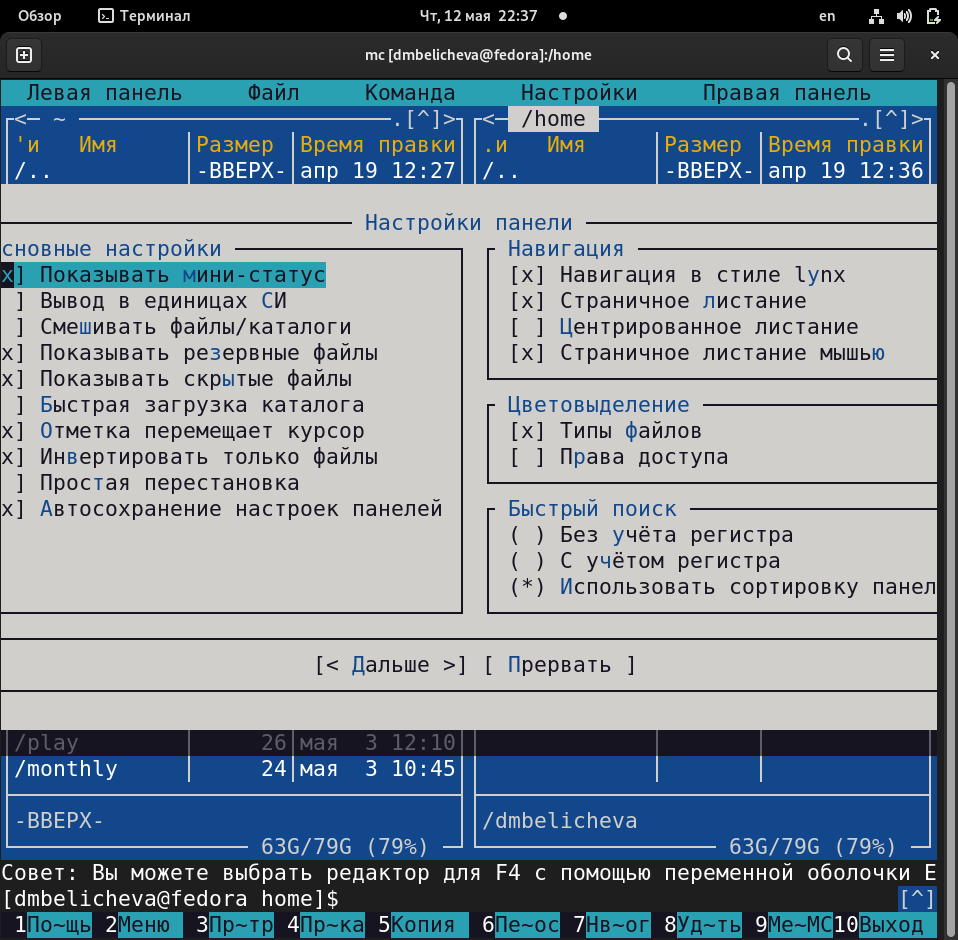 Обзор Терминал Чт, 12 мая 22:37 en
mc [dmbelicheva@fedora]:/home
Левая панель Файл Команда Настройки Правая панель
<─ ~ .[^]> <─ /home .[^]>
'и Имя Размер Время правки .и Имя Размер Время правки
/.. -ВВЕРХ- апр 19 12:27 /.. -ВВЕРХ- апр 19 12:36
Настройки панели
сновные настройки Навигация
x] Показывать мини-статус [x] Навигация в стиле lynx
] Вывод в единицах СИ [x] Страничное листание
] Смешивать файлы/каталоги [ ] Центрированное листание
x] Показывать резервные файлы [x] Страничное листание мышью
x] Показывать скрытые файлы
] Быстрая загрузка каталога Цветовыделение
x] Отметка перемещает курсор [x] Типы файлов
x] Инвертировать только файлы [ ] Права доступа
] Простая перестановка
x] Автосохранение настроек панелей Быстрый поиск
( ) Без учёта регистра
( ) С учётом регистра
(*) Использовать сортировку панел
[< Дальше >] [ Прервать ]
/play 26 мая 3 12:10
/monthly 24 мая 3 10:45
-ВВЕРХ- /dmbelicheva
63G/79G (79%) 63G/79G (79%)
Совет: Вы можете выбрать редактор для F4 с помощью переменной оболочки E
[dmbelicheva@fedora home]$ [^]
1По~щь 2Меню 3Пр~тр 4Пр~ка 5Копия 6Пе~ос 7Нв~ог 8Уд~ть 9Ме~МС 10Выход